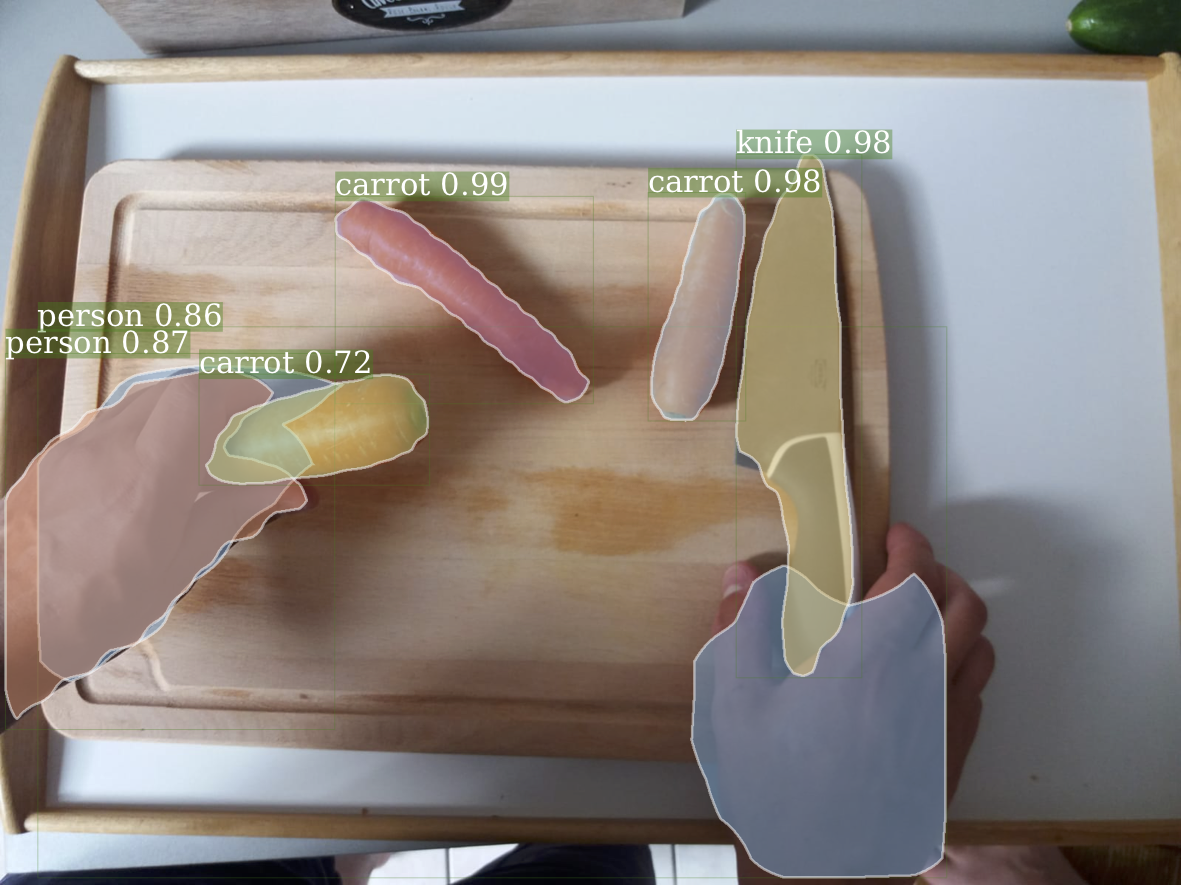 knife 0.98
carrot 0.99
carrot 0.98
person 0.86
person 0.87
carrot 0.72